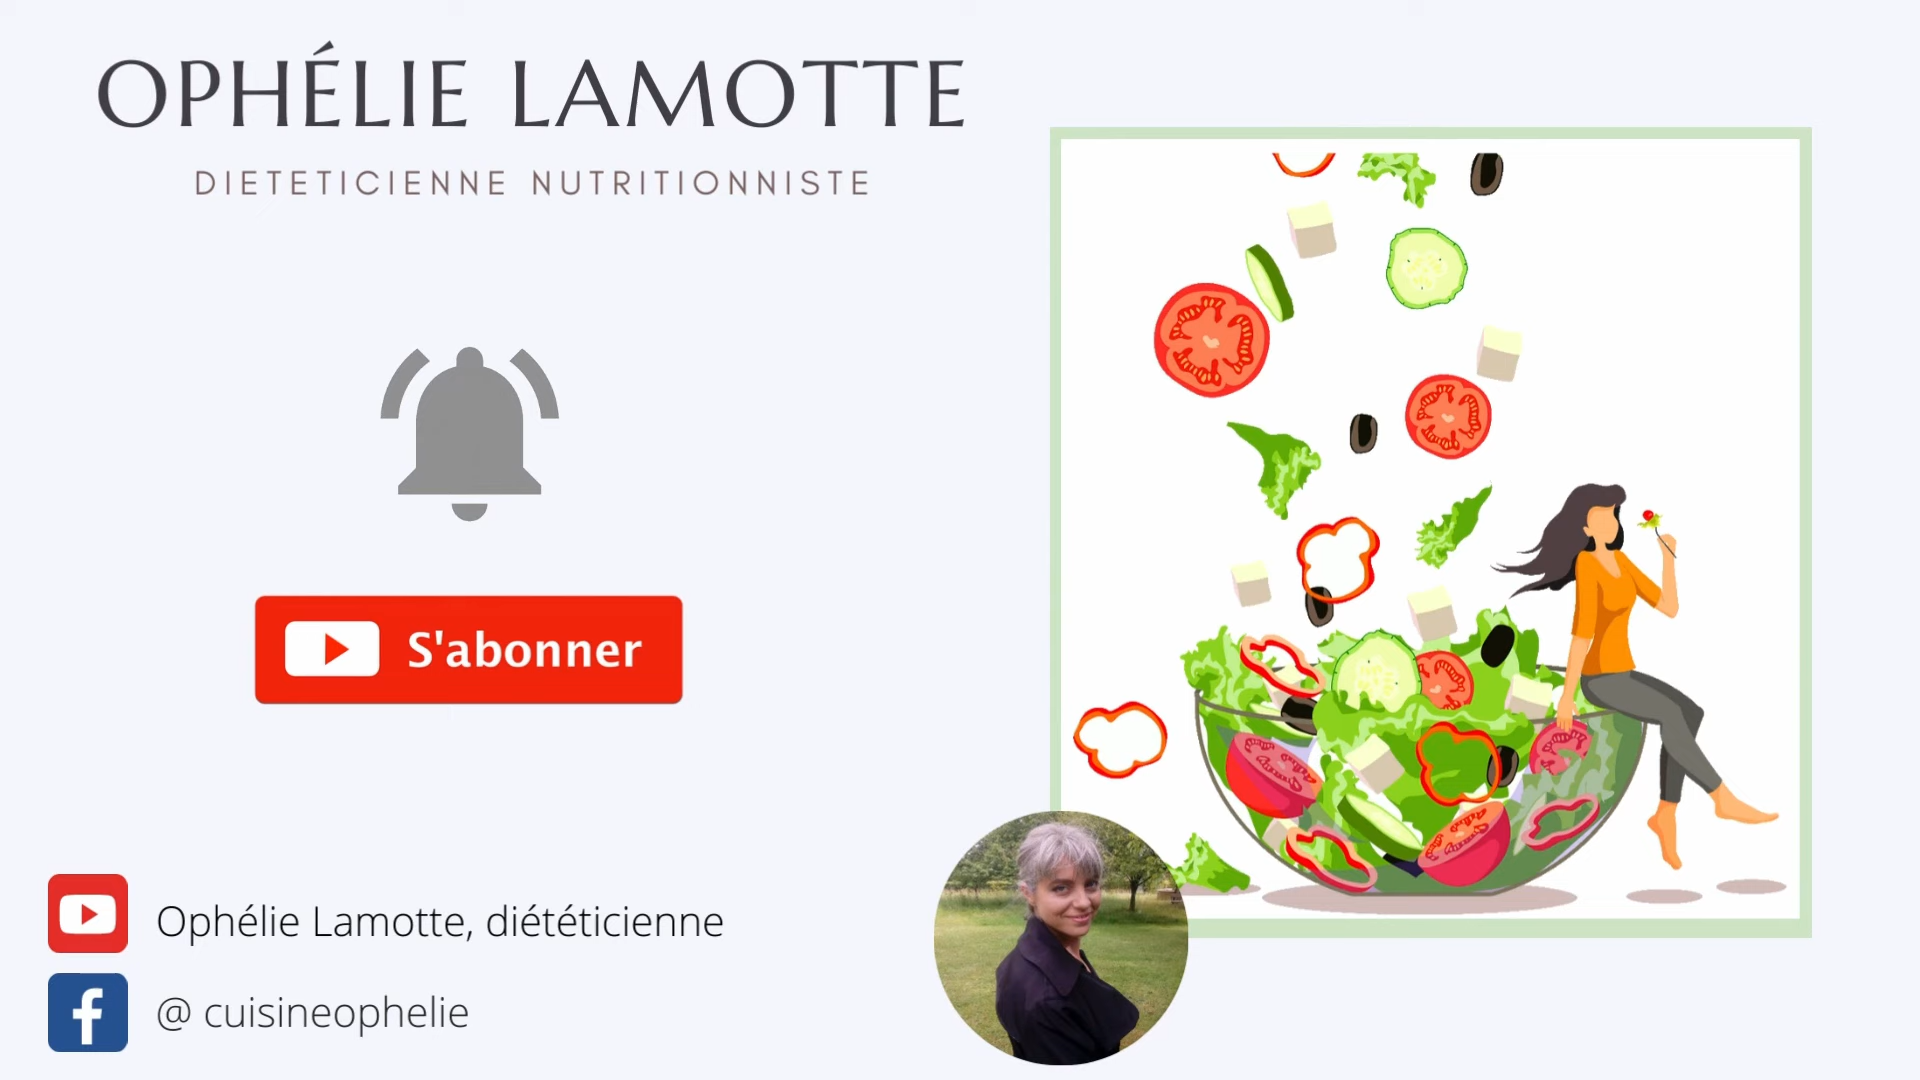 OPHÉLIE LAMOTTE
DIETETICIENNE NUTRITIONNISTE
S'abonner
Ophélie Lamotte, diététicienne
@ cuisineophelie